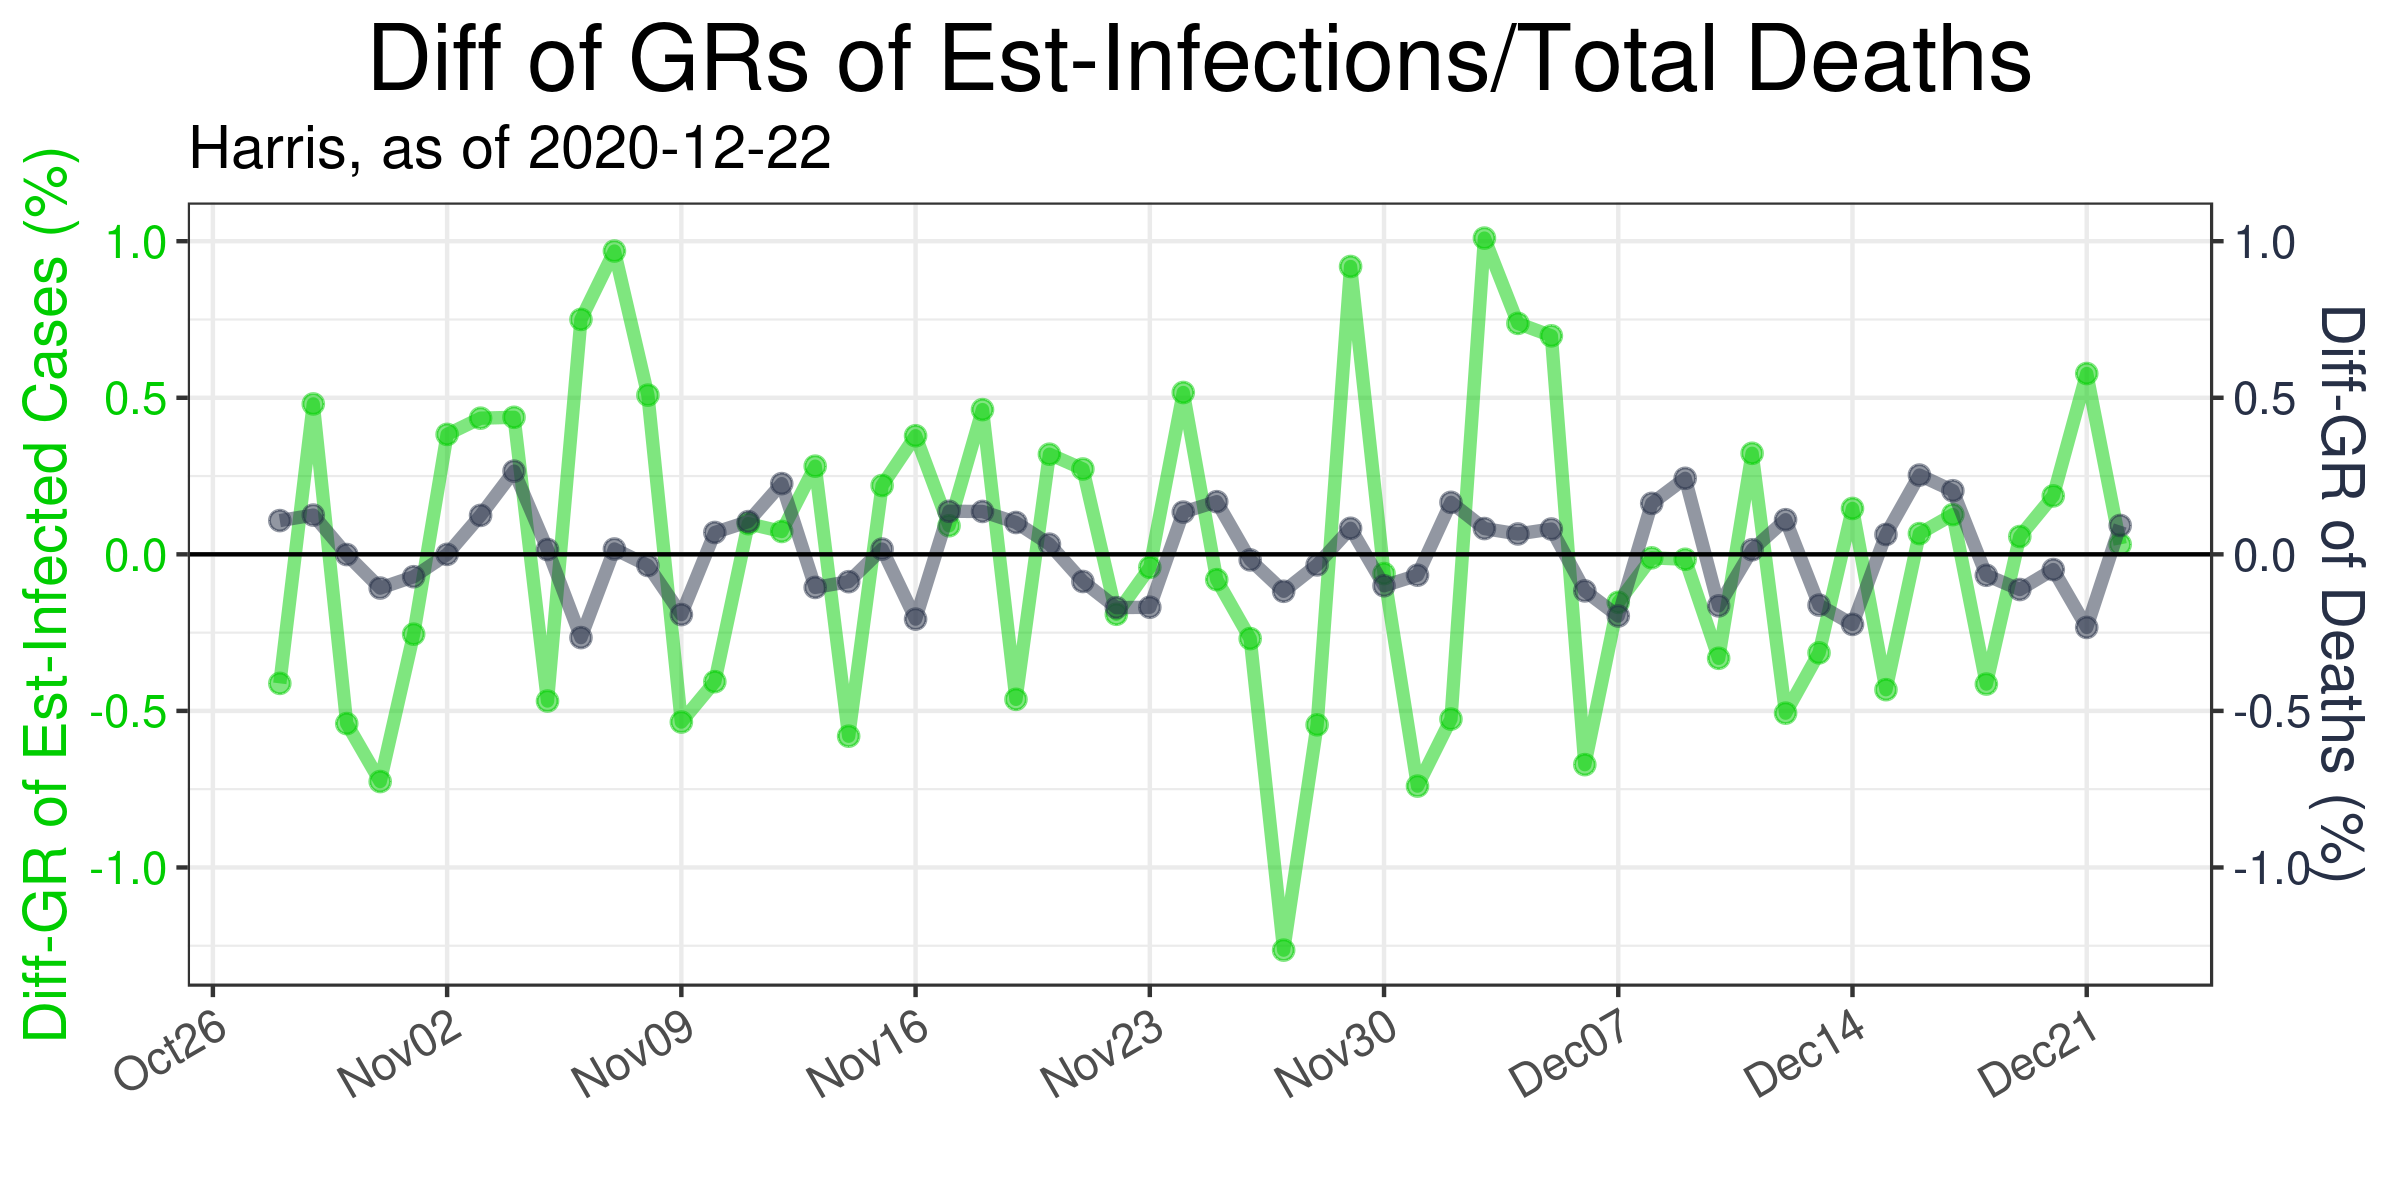 Diff of GRs of Est-Infections/Total Deaths
Harris, as of 2020-12-22
Diff-GR of Est-Infected Cases (%)
1.0
0.5
0.0
-0.5
-1.0
1.0
0.5
0.0
-0.5
-1.0
Diff-GR of Deaths (%)
Oct26
Nov02
Nov09
Nov16
Nov23
Nov30
Dec07
Dec14
Dec21